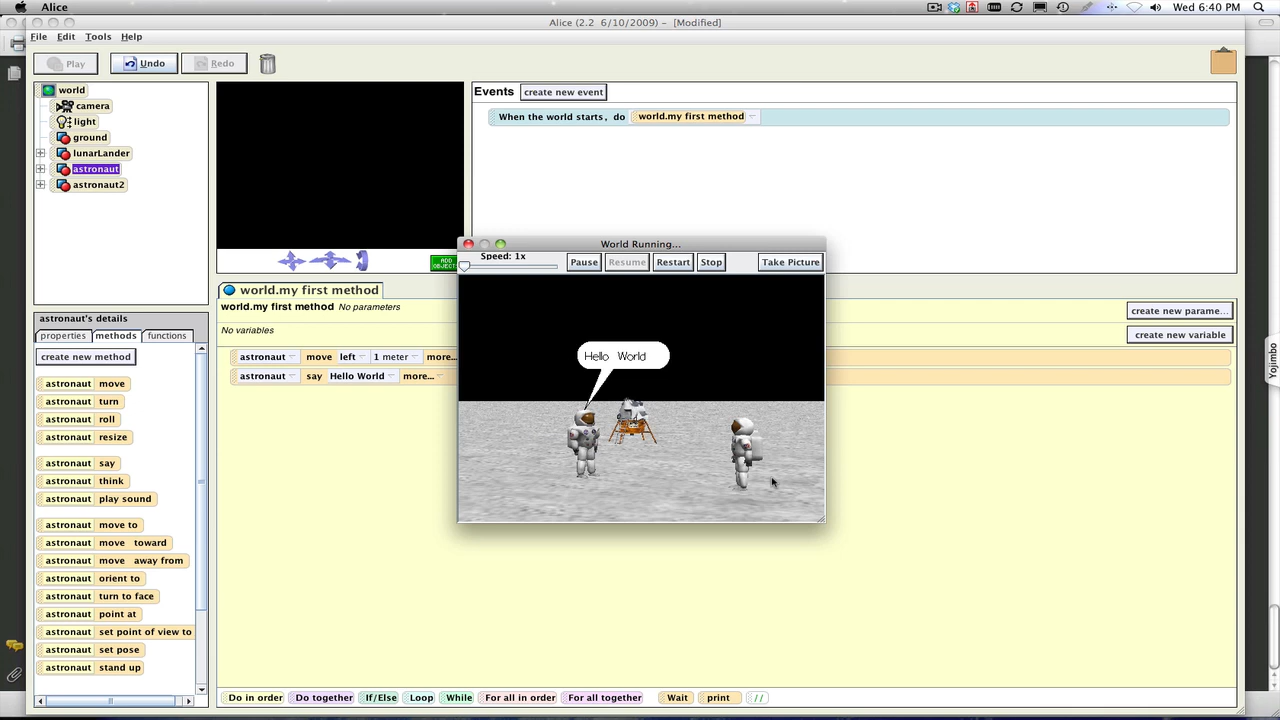 Alice
Wed 6:40 PM
Alice (2.2 6/10/2009) - [Modified]
File Edit Tools Help
Play Undo Redo
world
camera
light
ground
lunarLander
astronaut
astronaut2
ADD OBJECTS
Events create new event
When the world starts, do world.my first method
World Running...
Speed: 1x
Pause Resume Restart Stop Take Picture
Hello World
astronaut's details
properties methods functions
create new method
astronaut move
astronaut turn
astronaut roll
astronaut resize
astronaut say
astronaut think
astronaut play sound
astronaut move to
astronaut move toward
astronaut move away from
astronaut orient to
astronaut turn to face
astronaut point at
astronaut set point of view to
astronaut set pose
astronaut stand up
world.my first method
world.my first method No parameters
create new parame...
No variables
create new variable
astronaut move left 1 meter more...
astronaut say Hello World more...
Do in order Do together If/Else Loop While For all in order For all together Wait print //
Yojimbo